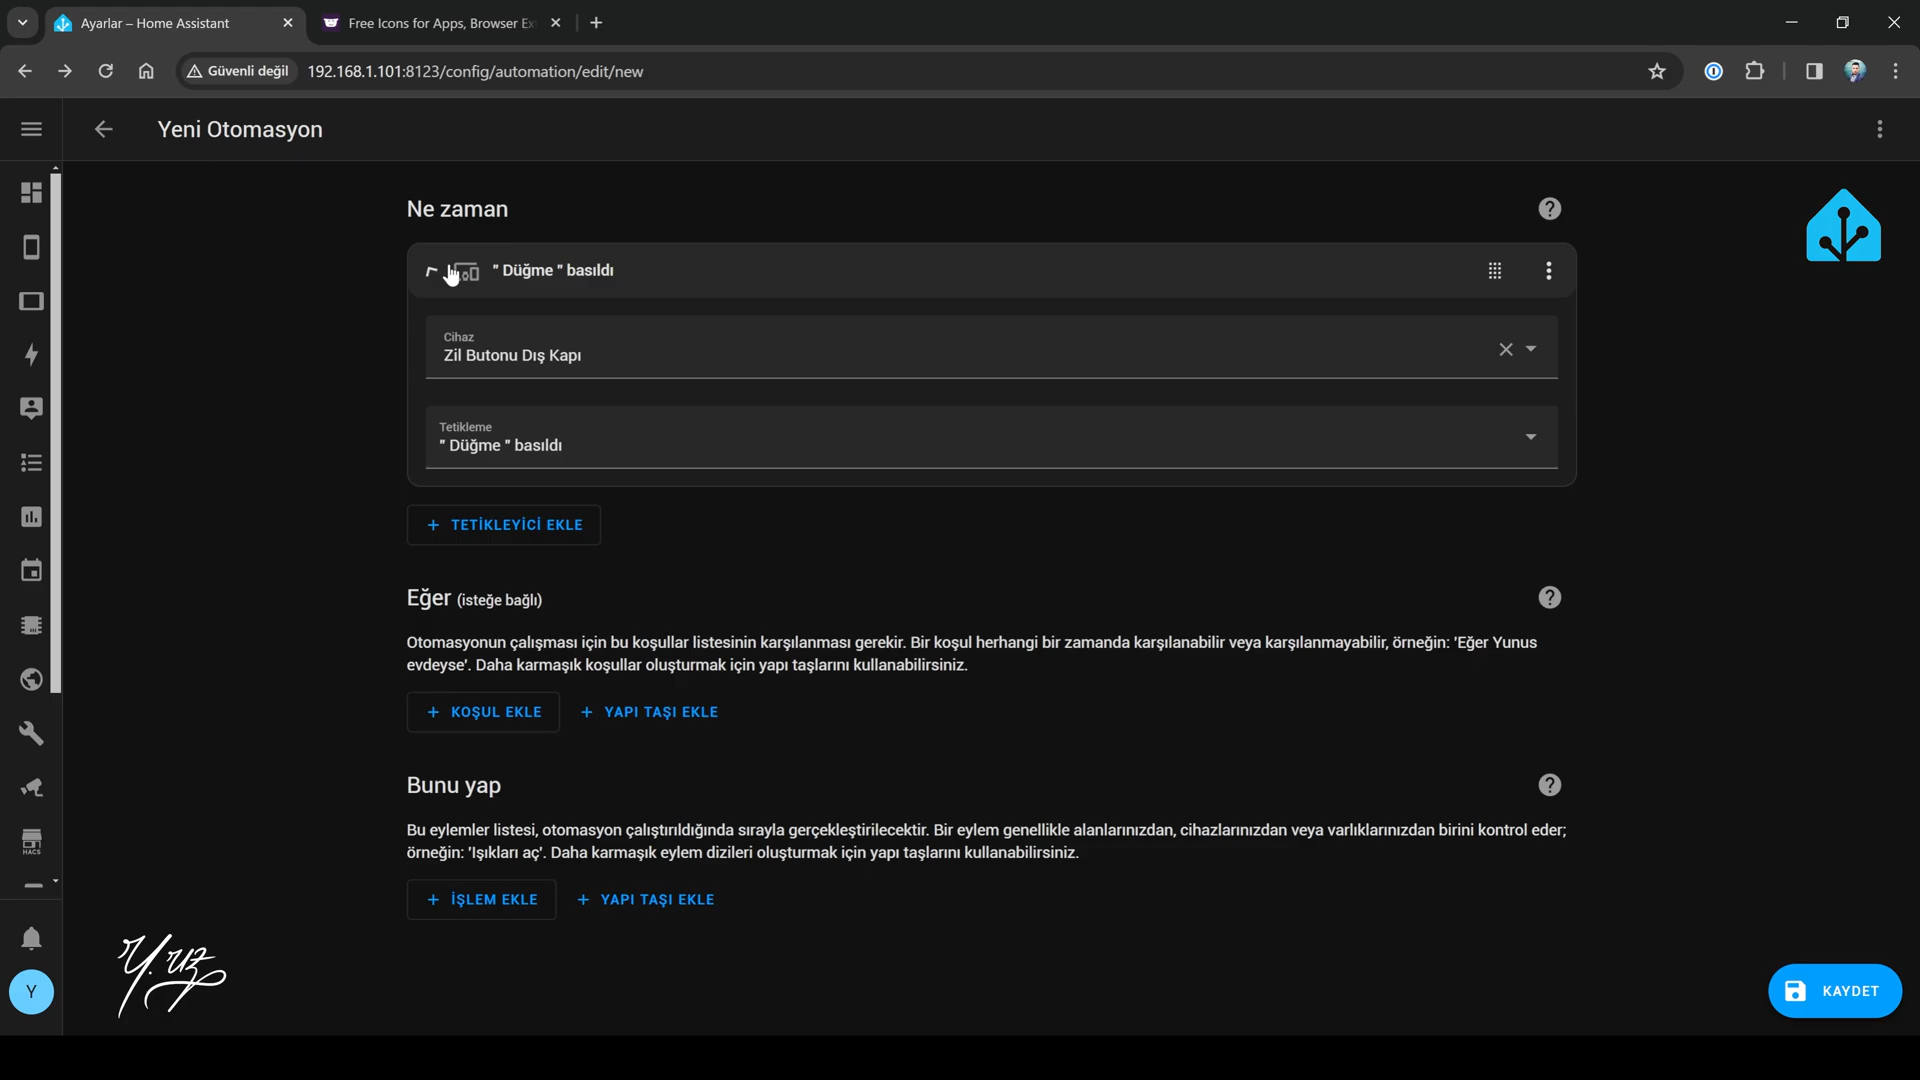 Ayarlar – Home Assistant
Free Icons for Apps, Browser Ex
Güvenli değil
192.168.1.101:8123/config/automation/edit/new
Yeni Otomasyon
Ne zaman
" Düğme " basıldı
Cihaz
Zil Butonu Dış Kapı
Tetikleme
" Düğme " basıldı
+ TETİKLEYİCİ EKLE
Eğer (isteğe bağlı)
Otomasyonun çalışması için bu koşullar listesinin karşılanması gerekir. Bir koşul herhangi bir zamanda karşılanabilir veya karşılanmayabilir, örneğin: 'Eğer Yunus
evdeyse'. Daha karmaşık koşullar oluşturmak için yapı taşlarını kullanabilirsiniz.
+ KOŞUL EKLE + YAPI TAŞI EKLE
Bunu yap
Bu eylemler listesi, otomasyon çalıştırıldığında sırayla gerçekleştirilecektir. Bir eylem genellikle alanlarınızdan, cihazlarınızdan veya varlıklarınızdan birini kontrol eder;
örneğin: 'Işıkları aç'. Daha karmaşık eylem dizileri oluşturmak için yapı taşlarını kullanabilirsiniz.
+ İŞLEM EKLE + YAPI TAŞI EKLE
HACS
Y
Y.uz
KAYDET